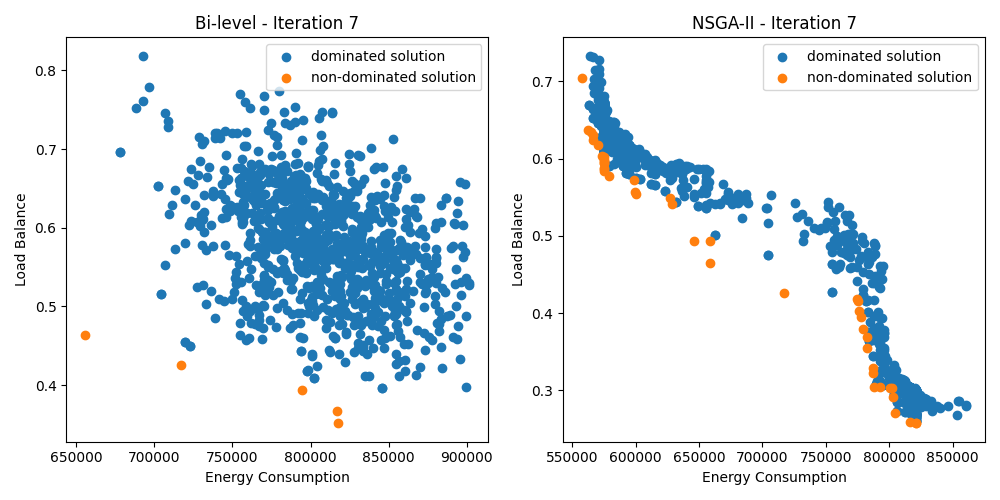 Bi-level - Iteration 7
dominated solution
non-dominated solution
0.8
0.7
0.6
0.5
0.4
Load Balance
650000 700000 750000 800000 850000 900000
Energy Consumption
NSGA-II - Iteration 7
dominated solution
non-dominated solution
0.7
0.6
0.5
0.4
0.3
Load Balance
550000 600000 650000 700000 750000 800000 850000
Energy Consumption